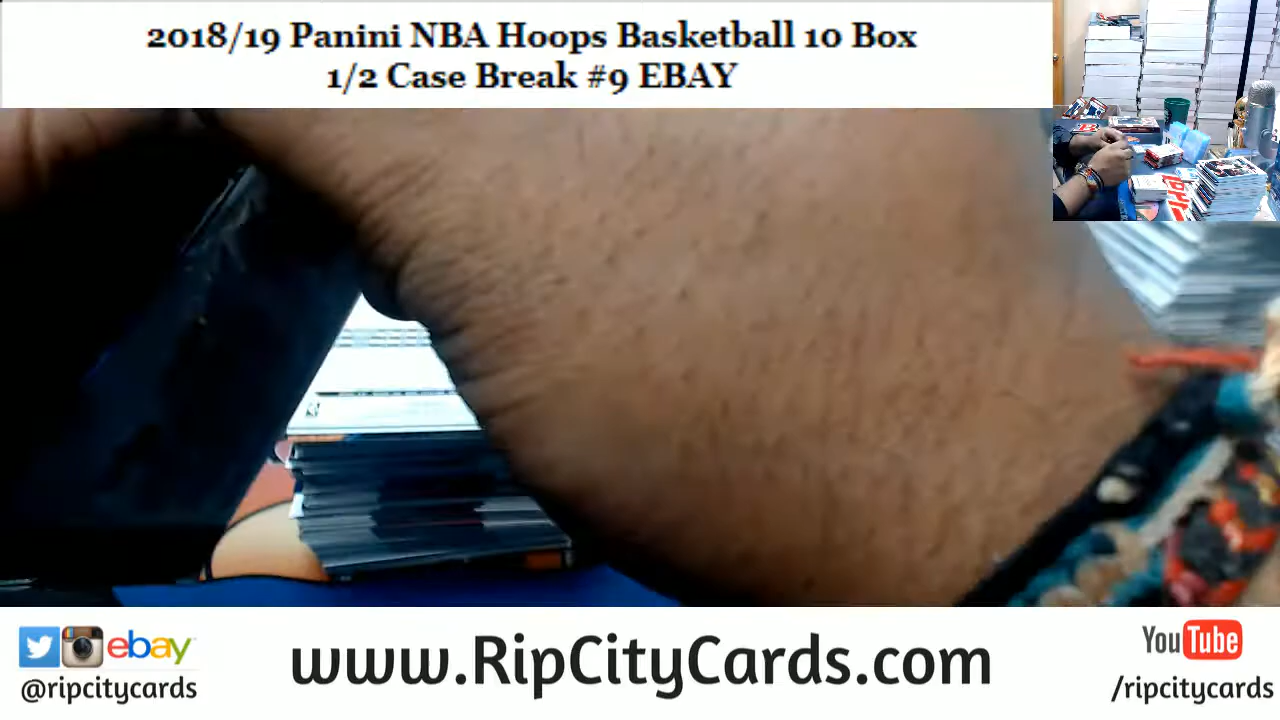 2018/19 Panini NBA Hoops Basketball 10 Box
1/2 Case Break #9 EBAY
ebay
@ripcitycards
www.RipCityCards.com
YouTube
/ripcitycards